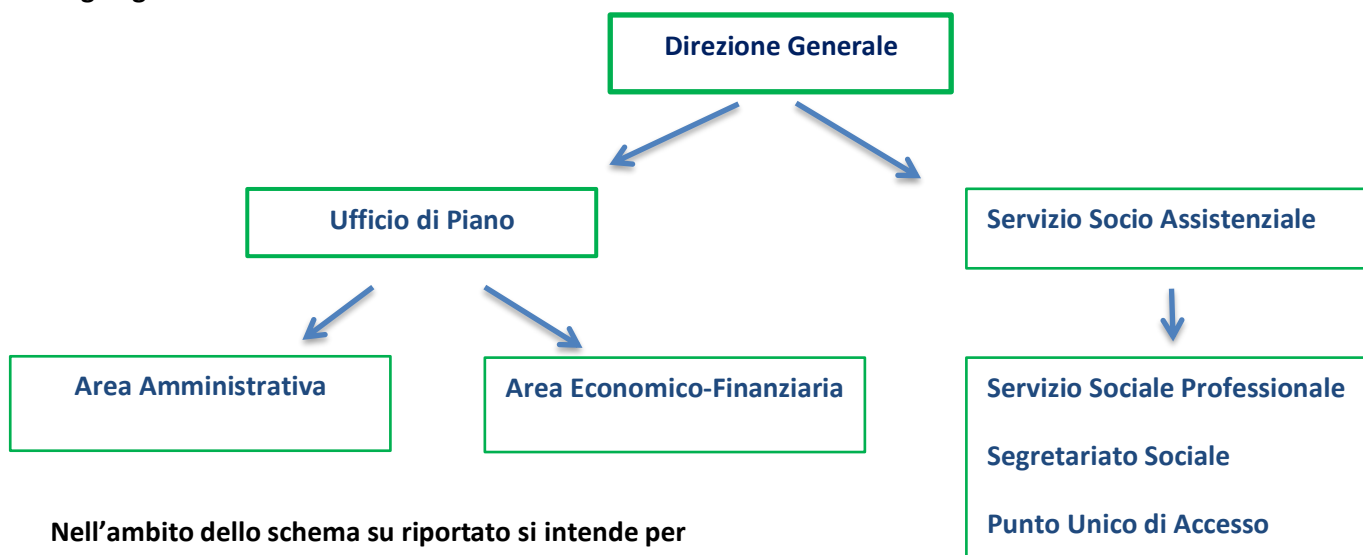 Direzione Generale
Ufficio di Piano
Servizio Socio Assistenziale
Area Amministrativa
Area Economico-Finanziaria
Servizio Sociale Professionale
Segretariato Sociale
Punto Unico di Accesso
Nell'ambito dello schema su riportato si intende per